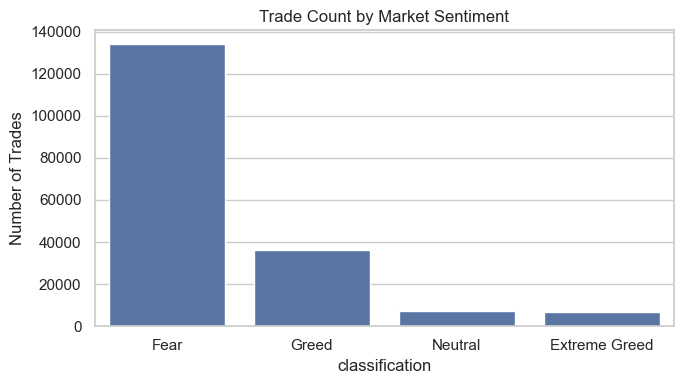 Trade Count by Market Sentiment
Number of Trades
140000
120000
100000
80000
60000
40000
20000
0
Fear
Greed
Neutral
Extreme Greed
classification